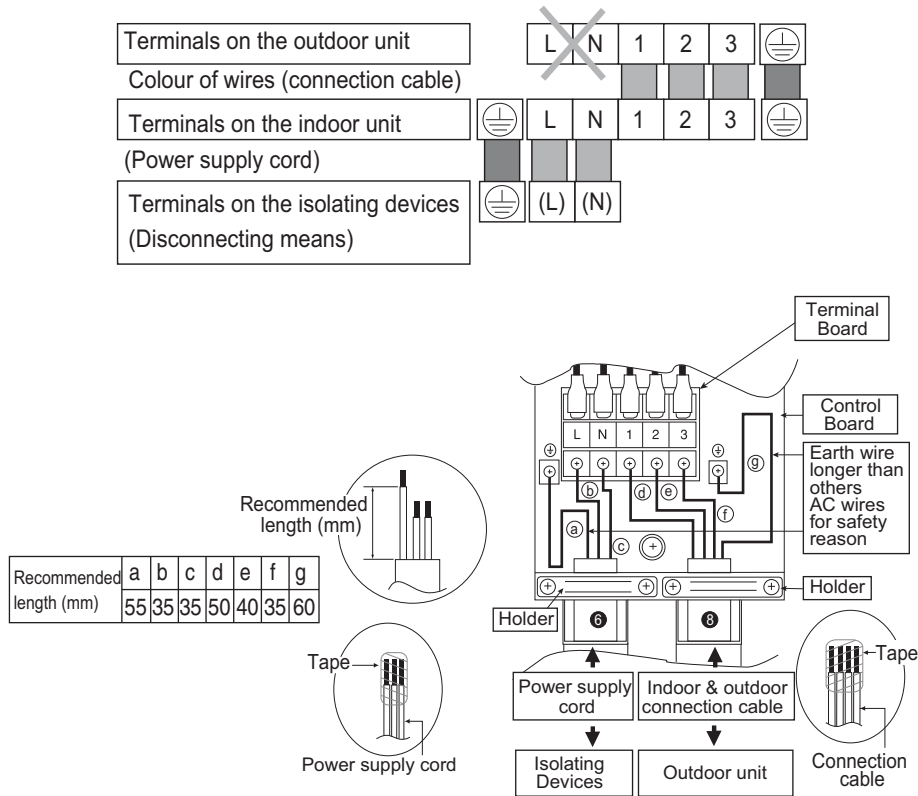 Terminals on the outdoor unit L N 1 2 3
Colour of wires (connection cable)
Terminals on the indoor unit L N 1 2 3
(Power supply cord)
Terminals on the isolating devices (L) (N)
(Disconnecting means)
Terminal
Board
Control
Board
L N 1 2 3
Earth wire
longer than
others
AC wires
for safety
reason
g
b d e
f
a
c
Recommended
length (mm)
Recommended a b c d e f g
length (mm) 55 35 35 50 40 35 60
Holder
Holder
6 8
Tape
Power supply cord
Power supply
cord
Indoor & outdoor
connection cable
Isolating
Devices
Outdoor unit
Tape
Connection
cable